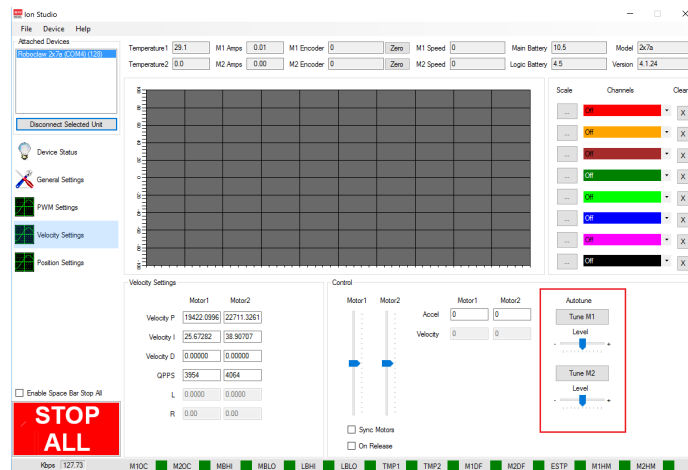 Ion Studio
File Device Help
Attached Devices
Roboclaw 2x7a (COM4) (128)
Disconnect Selected Unit
Temperature1 29.1 M1 Amps 0.01 M1 Encoder 0 Zero M1 Speed 0 Main Battery 10.5 Model 2x7a
Temperature2 0.0 M2 Amps 0.00 M2 Encoder 0 Zero M2 Speed 0 Logic Battery 4.5 Version 4.1.24
Device Status
General Settings
PWM Settings
Velocity Settings
Position Settings
Scale Channels Clear
... Off X
... Off X
... Off X
... Off X
... Off X
... Off X
... Off X
... Off X
Velocity Settings
Motor1 Motor2
Velocity P 19422.0996 22711.3261
Velocity I 25.67282 38.90707
Velocity D 0.00000 0.00000
QPPS 3954 4064
L 0.0000 0.0000
R 0.00 0.00
Control
Motor1 Motor2 Motor1 Motor2
Accel 0 0
Velocity 0 0
Sync Motors
On Release
Autotune
Tune M1
Level
- +
Tune M2
Level
- +
Enable Space Bar Stop All
STOP
ALL
Kbps 127.73 M1OC M2OC MBHI MBLO LBHI LBLO TMP1 TMP2 M1DF M2DF ESTP M1HM M2HM